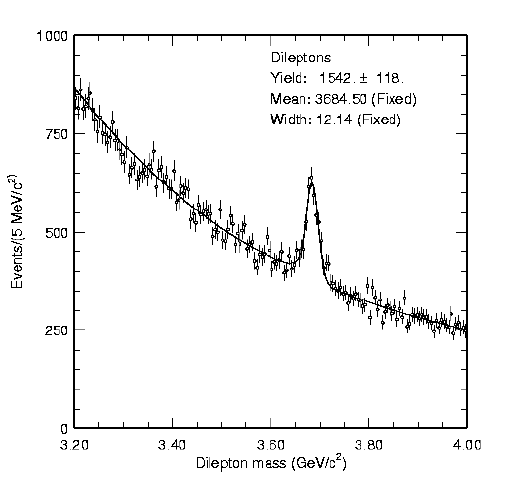 1000
Dileptons
Yield: 1542. ± 118.
Mean: 3684.50 (Fixed)
Width: 12.14 (Fixed)
750
Events/(5 MeV/c²)
500
250
0
3.20 3.40 3.60 3.80 4.00
Dilepton mass (GeV/c²)